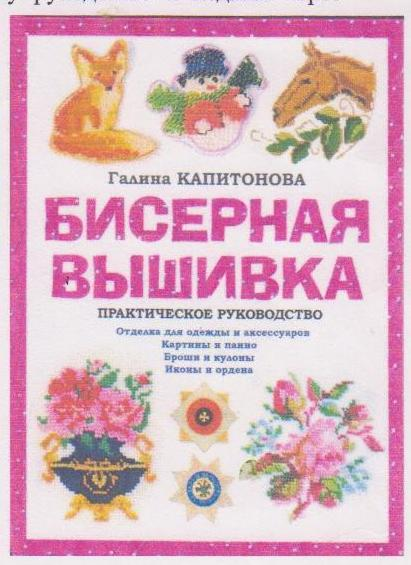 Галина КАПИТОНОВА
БИСЕРНАЯ
ВЫШИВКА
ПРАКТИЧЕСКОЕ РУКОВОДСТВО
Отделка для одежды и аксессуаров
Картины и панно
Броши и кулоны
Иконы и ордена